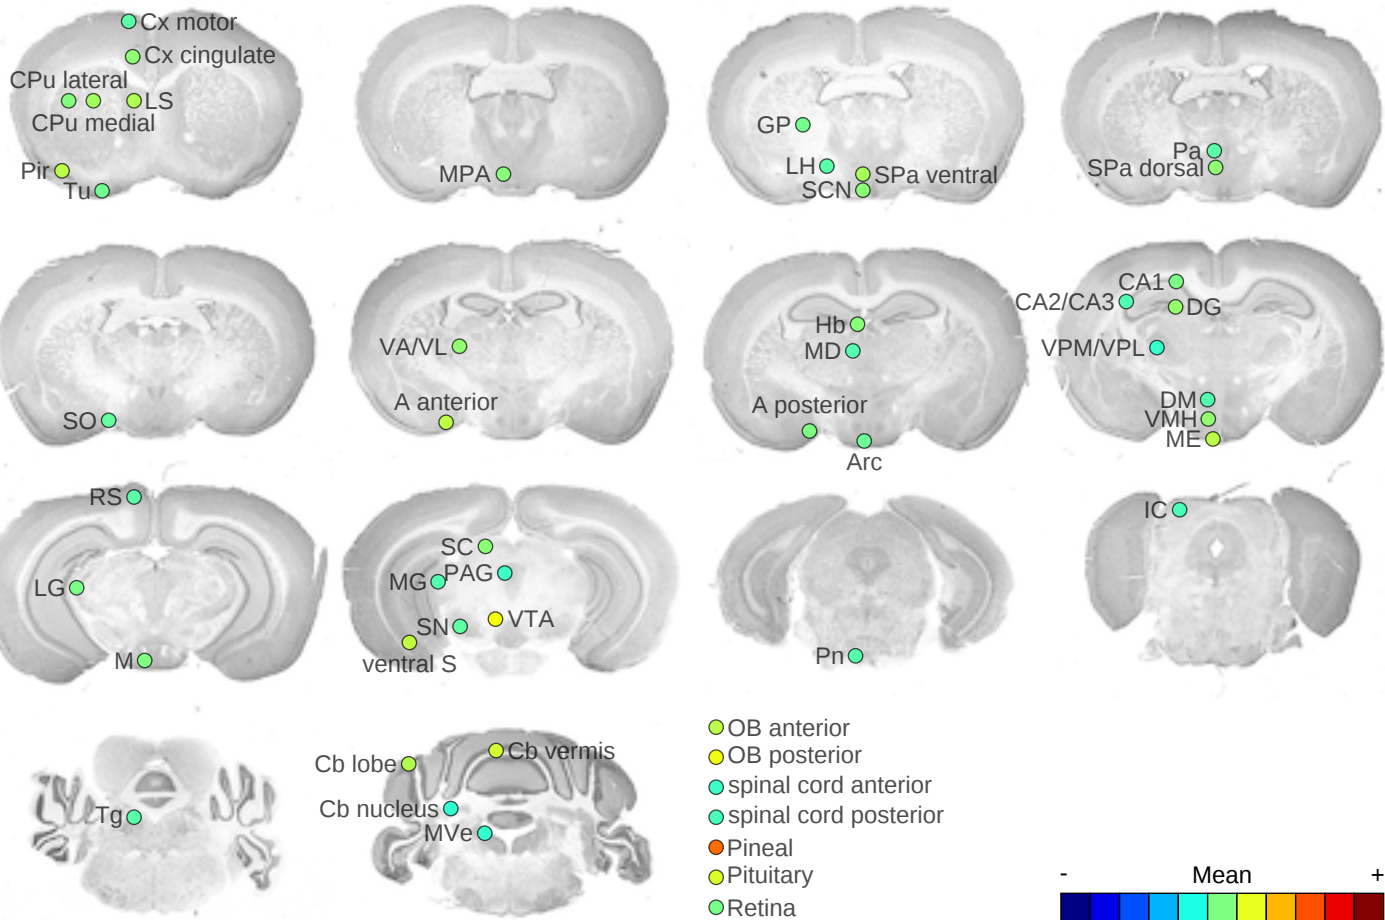 Cx motor
Cx cingulate
CPu lateral
LS
CPu medial
Pir
Tu
MPA
GP
LH
SPa ventral
SCN
Pa
SPa dorsal
SO
VA/VL
A anterior
Hb
MD
A posterior
Arc
CA1
CA2/CA3
DG
VPM/VPL
DM
VMH
ME
RS
LG
M
SC
PAG
MG
SN
VTA
ventral S
Pn
IC
Tg
Cb lobe
Cb vermis
Cb nucleus
MVe
OB anterior
OB posterior
spinal cord anterior
spinal cord posterior
Pineal
Pituitary
Retina
- Mean +